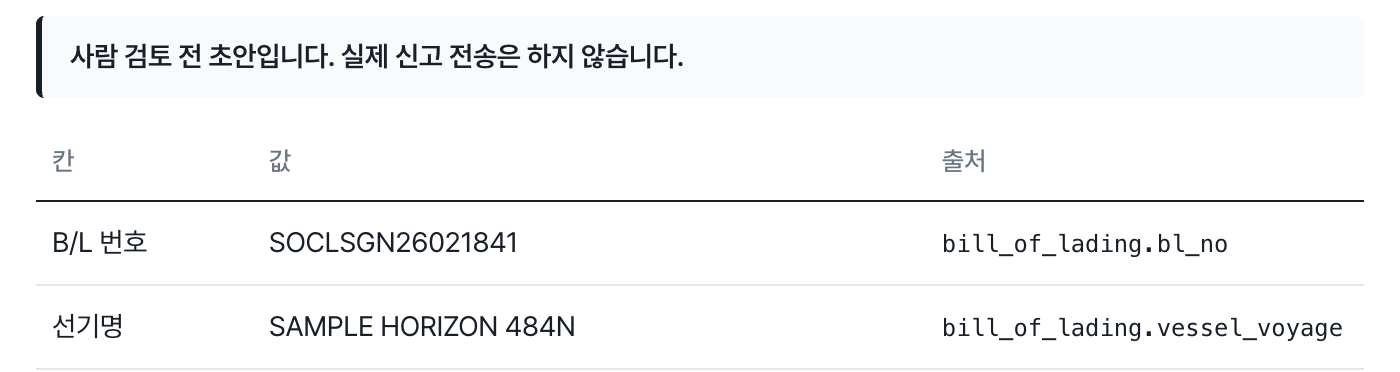 사람 검토 전 초안입니다. 실제 신고 전송은 하지 않습니다.
칸 값 출처
B/L 번호 SOCLSGN26021841 bill_of_lading.bl_no
선기명 SAMPLE HORIZON 484N bill_of_lading.vessel_voyage